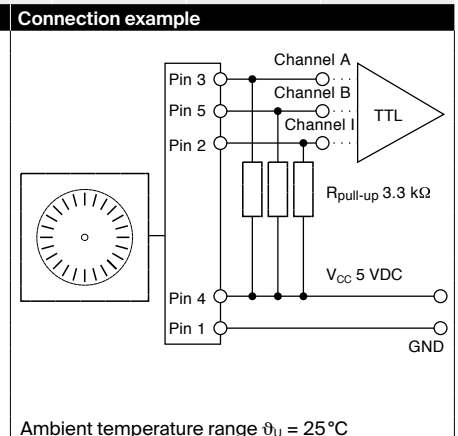 Connection example
Channel A
Pin 3
Channel B
Pin 5
TTL
Channel I
Pin 2
Rpull-up 3.3 kΩ
VCC 5 VDC
Pin 4
Pin 1
GND
Ambient temperature range ϑU = 25°C